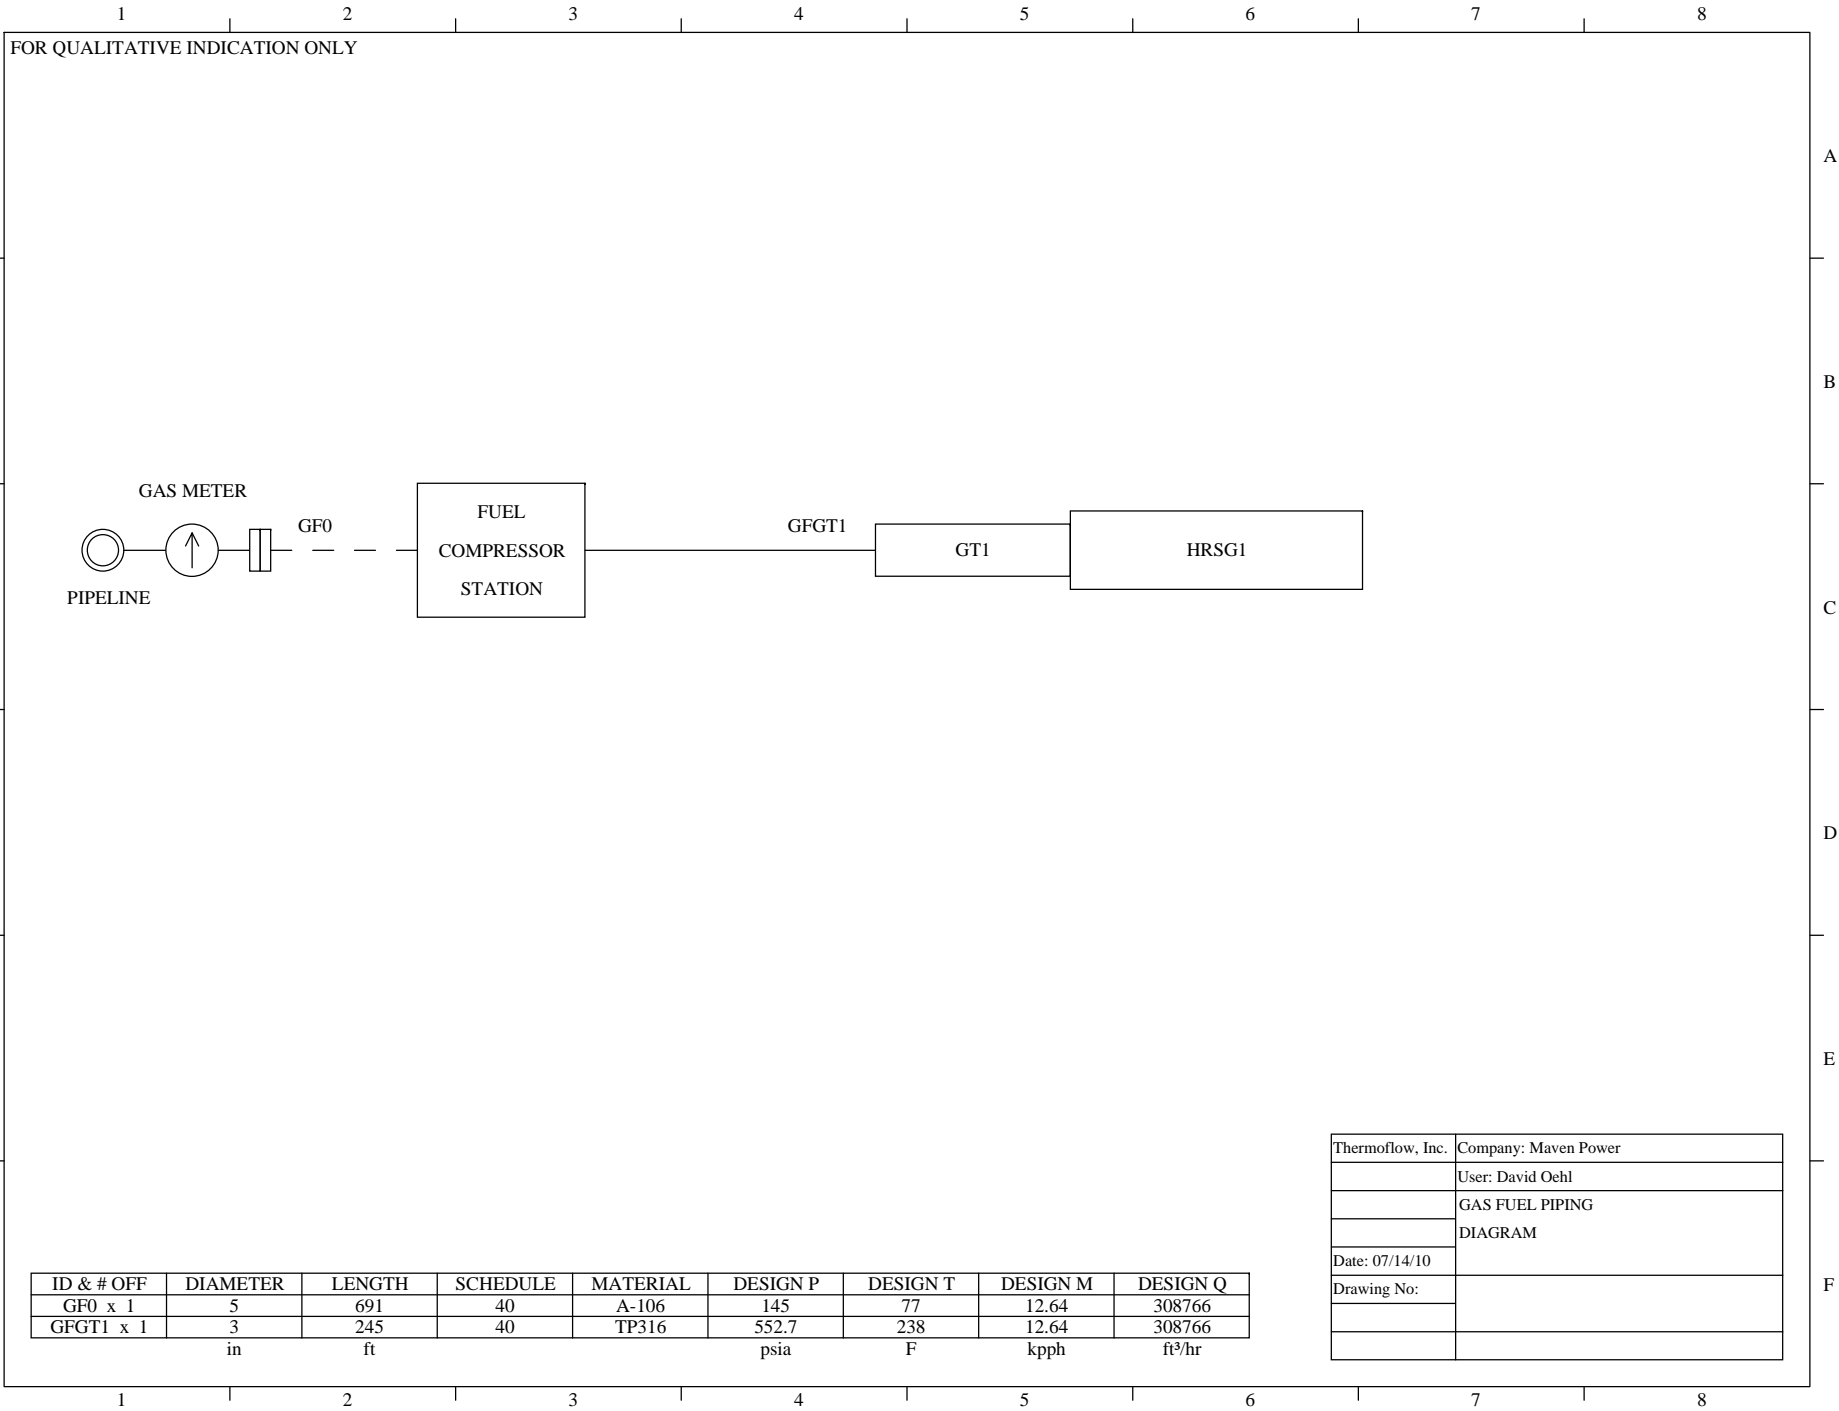 1 2 3 4 5 6 7 8
FOR QUALITATIVE INDICATION ONLY
A
B
GAS METER
GF0
FUEL
COMPRESSOR
STATION
GFGT1
GT1
HRSG1
PIPELINE
C
D
E
Thermoflow, Inc. Company: Maven Power
User: David Oehl
GAS FUEL PIPING
DIAGRAM
Date: 07/14/10
Drawing No:
F
ID & # OFF DIAMETER LENGTH SCHEDULE MATERIAL DESIGN P DESIGN T DESIGN M DESIGN Q
GF0 x 1 5 691 40 A-106 145 77 12.64 308766
GFGT1 x 1 3 245 40 TP316 552.7 238 12.64 308766
in ft psia F kpph ft³/hr
1 2 3 4 5 6 7 8